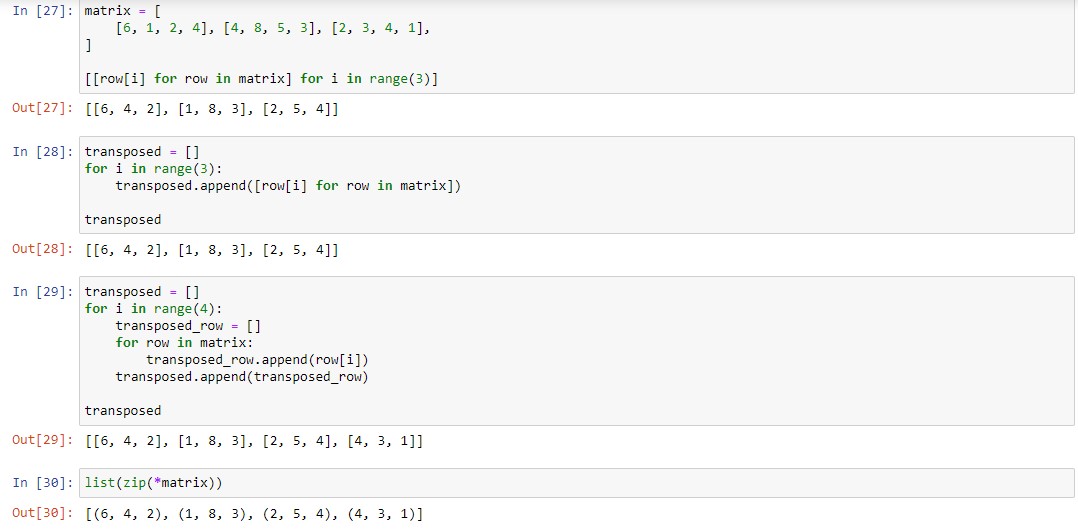 In [27]: matrix = [
    [6, 1, 2, 4], [4, 8, 5, 3], [2, 3, 4, 1],
]
[[row[i] for row in matrix] for i in range(3)]
Out[27]: [[6, 4, 2], [1, 8, 3], [2, 5, 4]]
In [28]: transposed = []
for i in range(3):
    transposed.append([row[i] for row in matrix])
transposed
Out[28]: [[6, 4, 2], [1, 8, 3], [2, 5, 4]]
In [29]: transposed = []
for i in range(4):
    transposed_row = []
    for row in matrix:
        transposed_row.append(row[i])
    transposed.append(transposed_row)
transposed
Out[29]: [[6, 4, 2], [1, 8, 3], [2, 5, 4], [4, 3, 1]]
In [30]: list(zip(*matrix))
Out[30]: [(6, 4, 2), (1, 8, 3), (2, 5, 4), (4, 3, 1)]